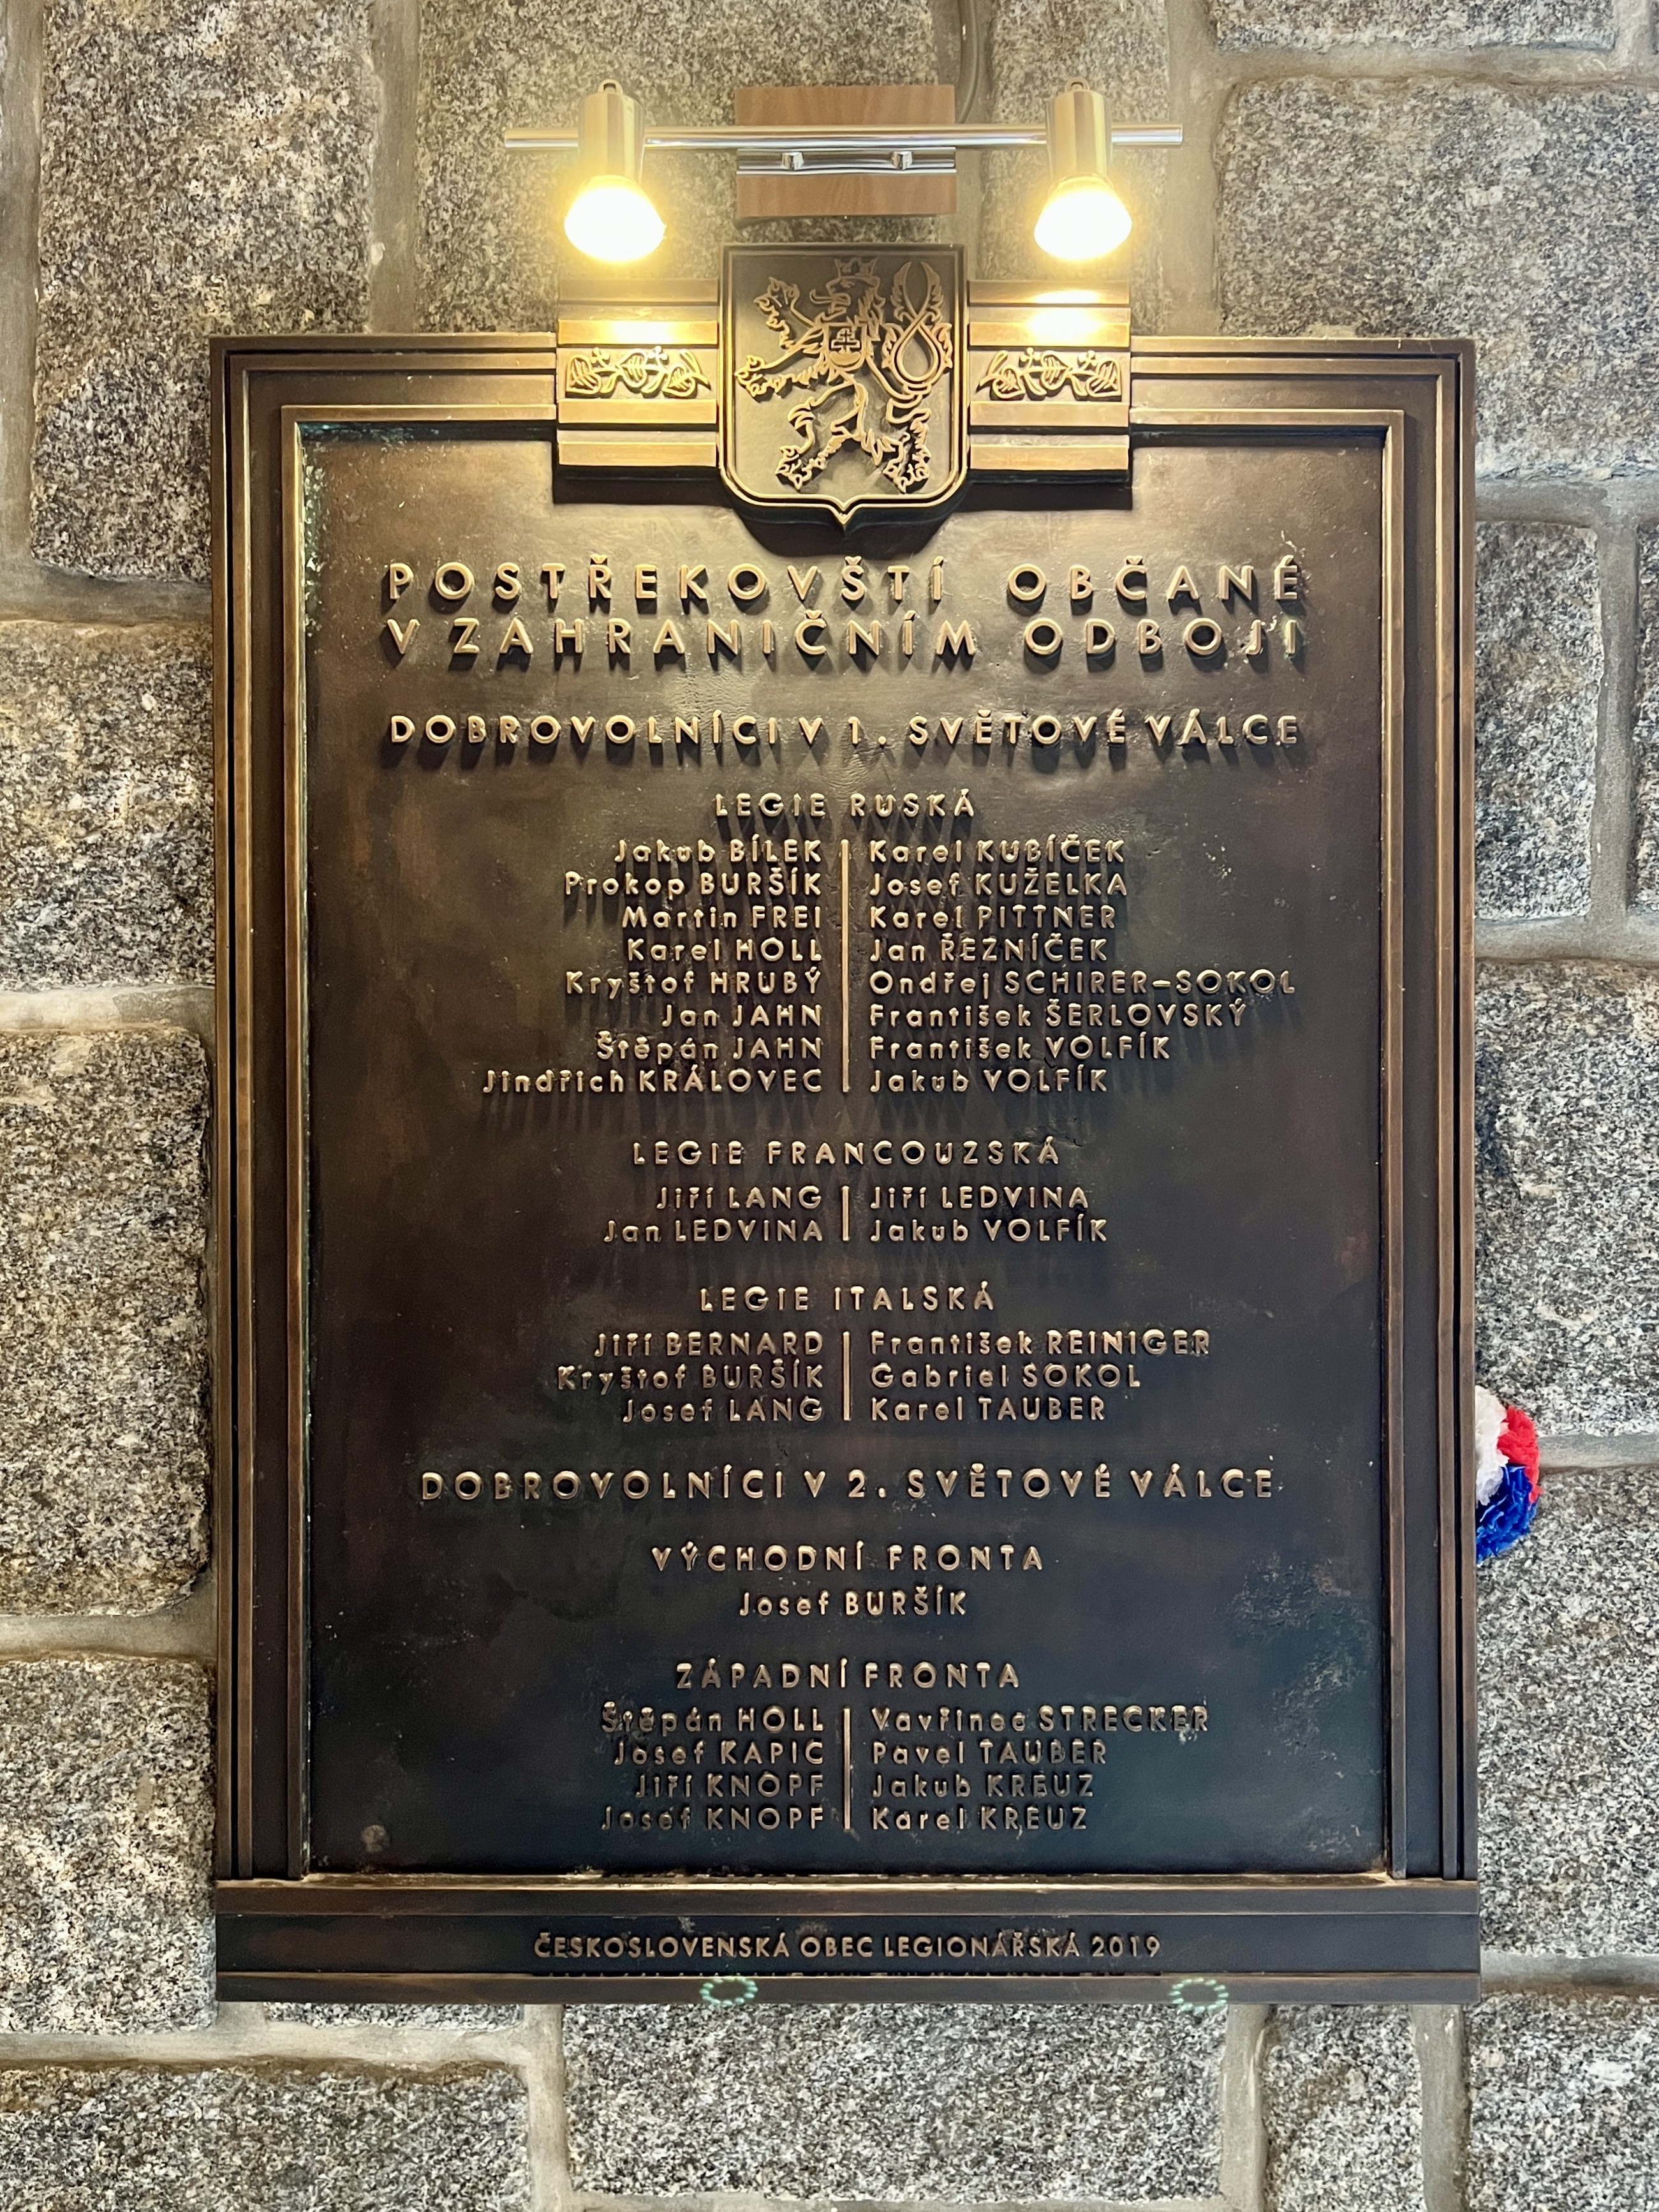 POSTŘEKOVŠTÍ OBČANÉ
V ZAHRANIČNÍM ODBOJI
DOBROVOLNÍCI V 1. SVĚTOVÉ VÁLCE
LEGIE RUSKÁ
Jakub BÍLEK Karel KUBÍČEK
Prokop BURŠÍK Josef KUŽELKA
Martin FREI Karel PITTNER
Karel HOLL Jan ŘEZNÍČEK
Kryštof HRUBÝ Ondřej SCHIRER–SOKOL
Jan JAHN František ŠERLOVSKÝ
Štěpán JAHN František VOLFÍK
Jindřich KRÁLOVEC Jakub VOLFÍK
LEGIE FRANCOUZSKÁ
Jiří LANG Jiří LEDVINA
Jan LEDVINA Jakub VOLFÍK
LEGIE ITALSKÁ
Jiří BERNARD František REINIGER
Kryštof BURŠÍK Gabriel SOKOL
Josef LANG Karel TAUBER
DOBROVOLNÍCI V 2. SVĚTOVÉ VÁLCE
VÝCHODNÍ FRONTA
Josef BURŠÍK
ZÁPADNÍ FRONTA
Štěpán HOLL Vavřinec STRECKER
Josef KAPIC Pavel TAUBER
Jiří KNOPF Jakub KREUZ
Josef KNOPF Karel KREUZ
ČESKOSLOVENSKÁ OBEC LEGIONÁŘSKÁ 2019